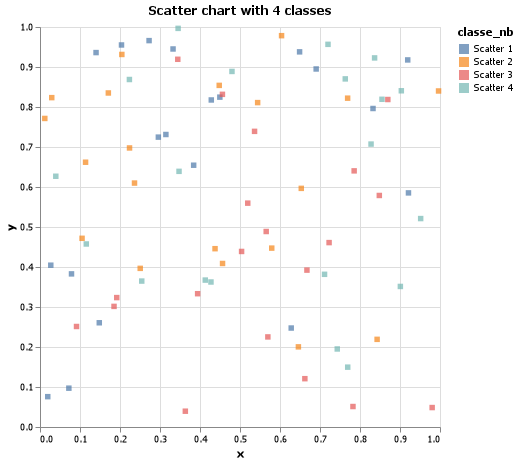 Scatter chart with 4 classes
classe_nb
Scatter 1
Scatter 2
Scatter 3
Scatter 4
1.0
0.9
0.8
0.7
0.6
0.5
0.4
0.3
0.2
0.1
0.0
y
0.0 0.1 0.2 0.3 0.4 0.5 0.6 0.7 0.8 0.9 1.0
x